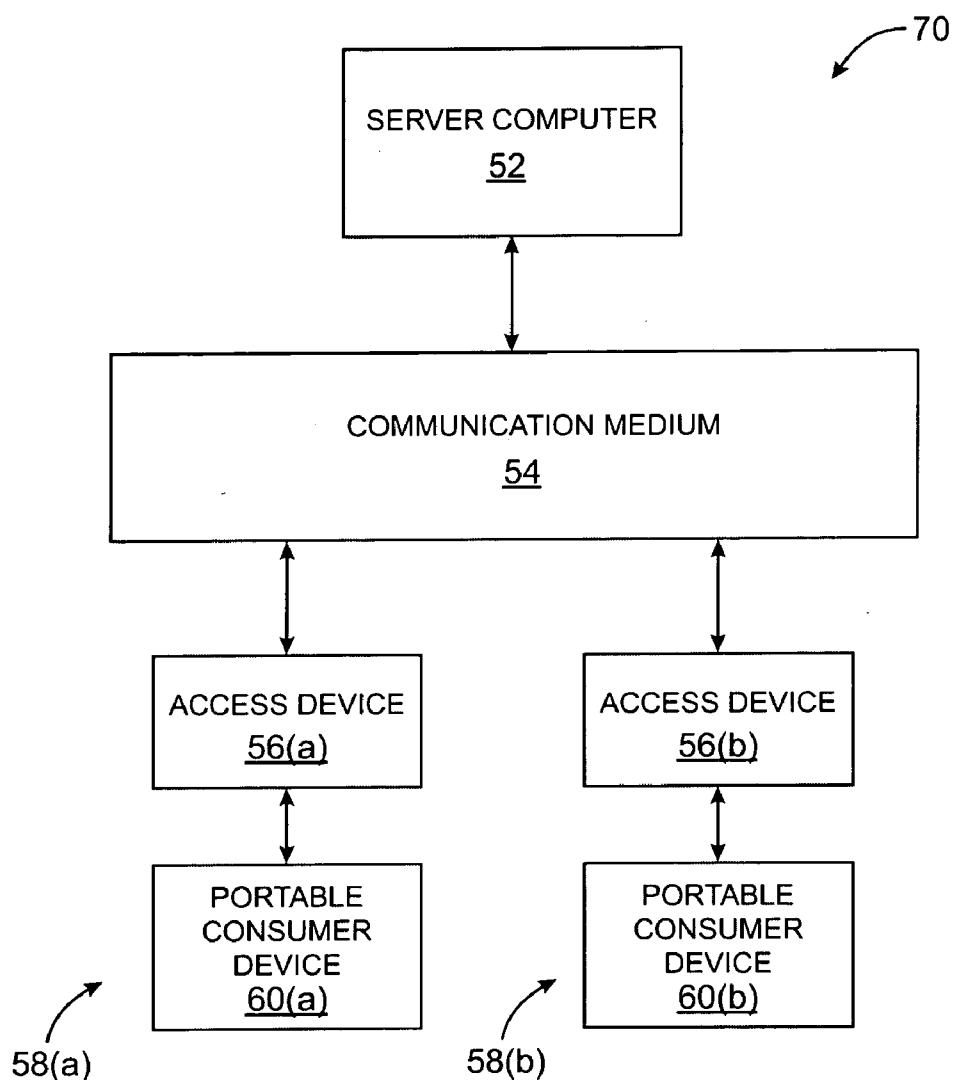 70
SERVER COMPUTER
52
COMMUNICATION MEDIUM
54
ACCESS DEVICE
56(a)
ACCESS DEVICE
56(b)
PORTABLE
CONSUMER
DEVICE
60(a)
PORTABLE
CONSUMER
DEVICE
60(b)
58(a)
58(b)